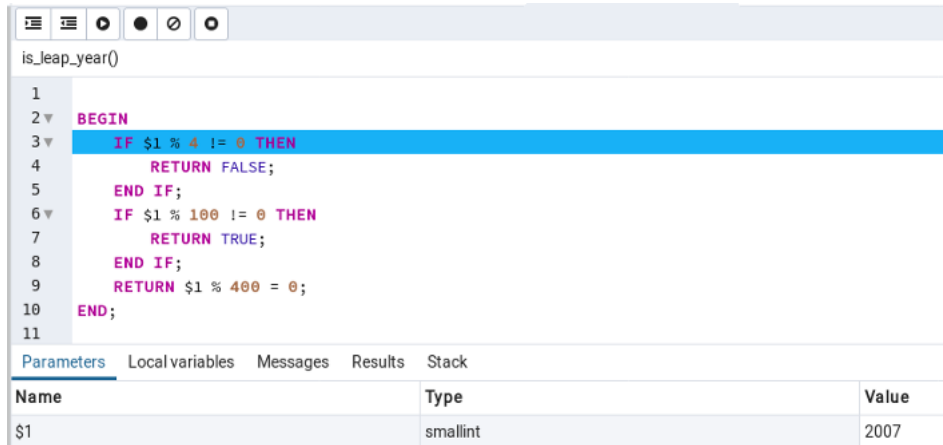 is_leap_year()
1
2 BEGIN
3 IF $1 % 4 != 0 THEN
4 RETURN FALSE;
5 END IF;
6 IF $1 % 100 != 0 THEN
7 RETURN TRUE;
8 END IF;
9 RETURN $1 % 400 = 0;
10 END;
11
Parameters Local variables Messages Results Stack
Name Type Value
$1 smallint 2007